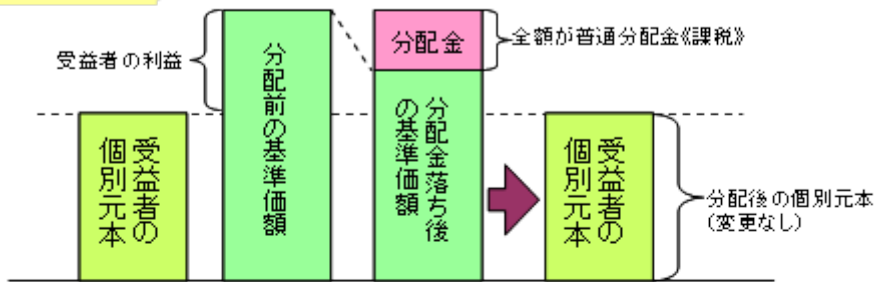 受益者の利益
分配前の基準価額
分配金
全額が普通分配金《課税》
受益者の
個別元本
分配金落ち後
の基準価額
受益者の
個別元本
分配後の個別元本
(変更なし)